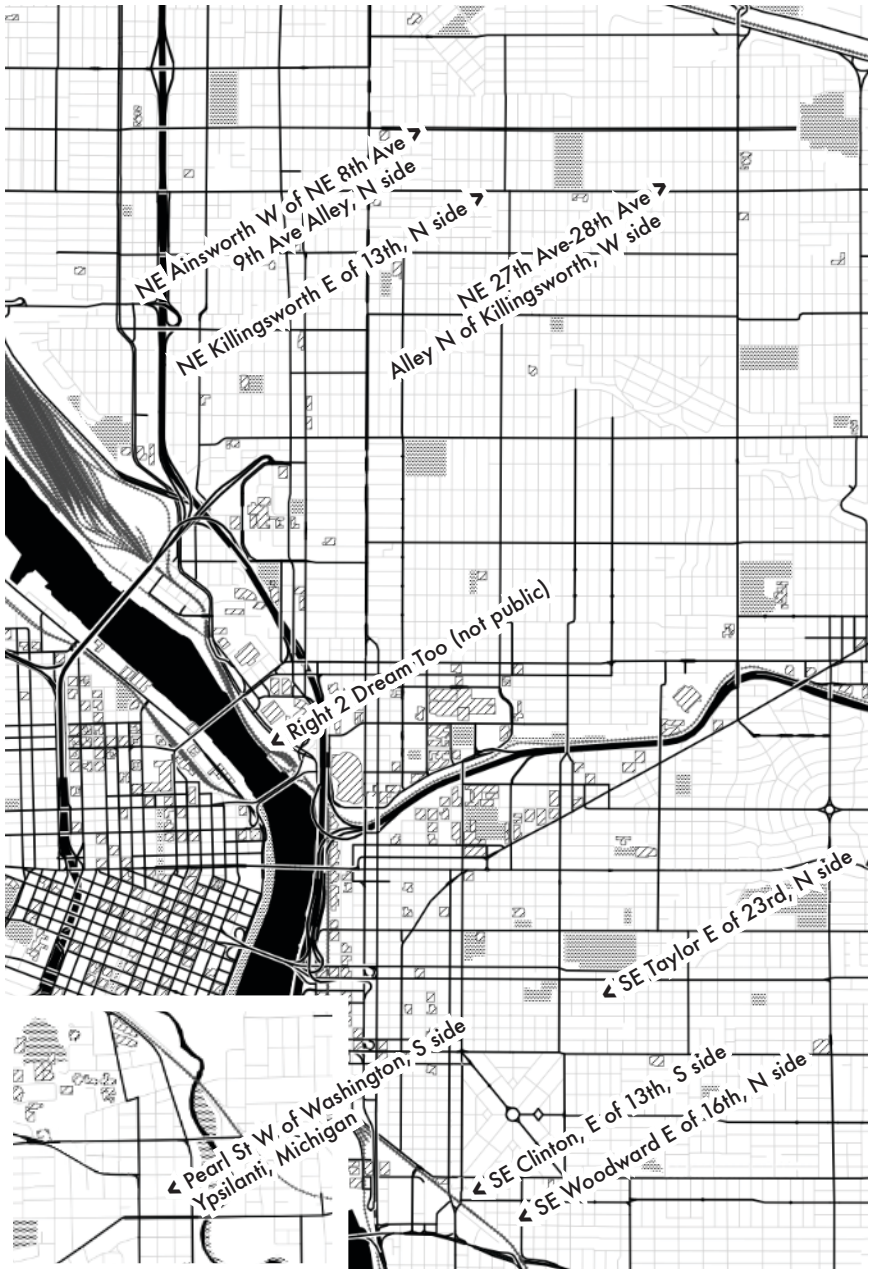 NE Ainsworth W of NE 8th Ave >
9th Ave Alley, N side
NE Killingsworth E of 13th, N side >
NE 27th Ave-28th Ave >
Alley N of Killingsworth, W side
< Right 2 Dream Too (not public)
< SE Taylor E of 23rd, N side
< Pearl St W. of Washington, S side
Ypsilanti, Michigan
< SE Clinton, E of 13th, S side
< SE Woodward E of 16th, N side